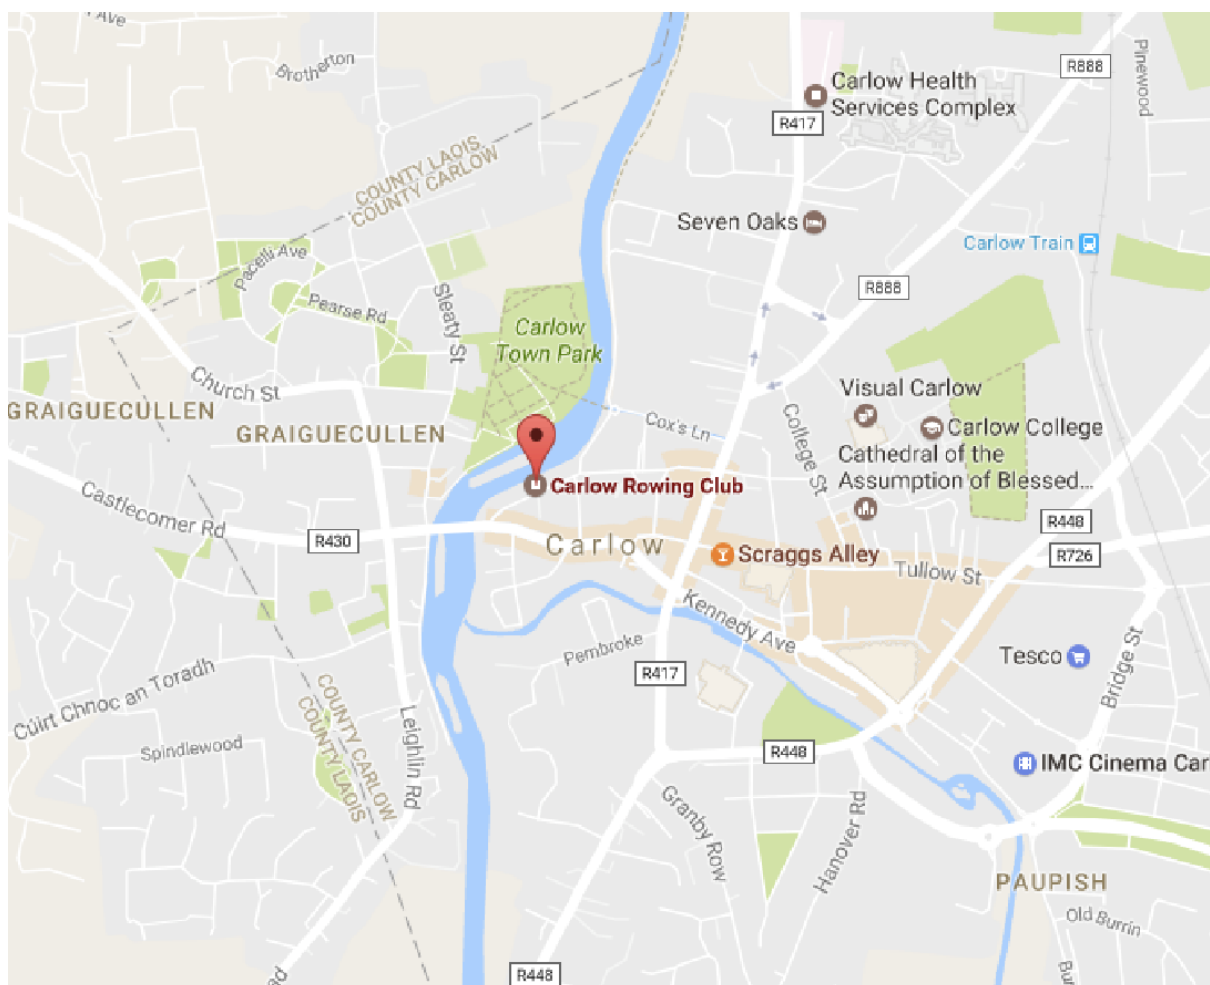 Ave
Brotherton
R888
Pinewood
Carlow Health
Services Complex
R417
COUNTY LAOIS
COUNTY CARLOW
Seven Oaks
Carlow Train
Pacelli Ave
R888
Pearse Rd
Sleaty St
Carlow
Town Park
Church St
Visual Carlow
GRAIGUECULLEN
GRAIGUECULLEN
Cox's Ln
College St
Carlow College
Cathedral of the
Assumption of Blessed...
Carlow Rowing Club
Castlecomer Rd
R430
R448
Carlow
Scraggs Alley
R726
Tullow St
Kennedy Ave
Pembroke
Tesco
R417
Bridge St
Cúirt Chnoc an Toradh
COUNTY CARLOW
COUNTY LAOIS
Leighlin Rd
Spindlewood
R448
IMC Cinema Car
Granby Row
Hanover Rd
PAUPISH
Old Burrin
R448